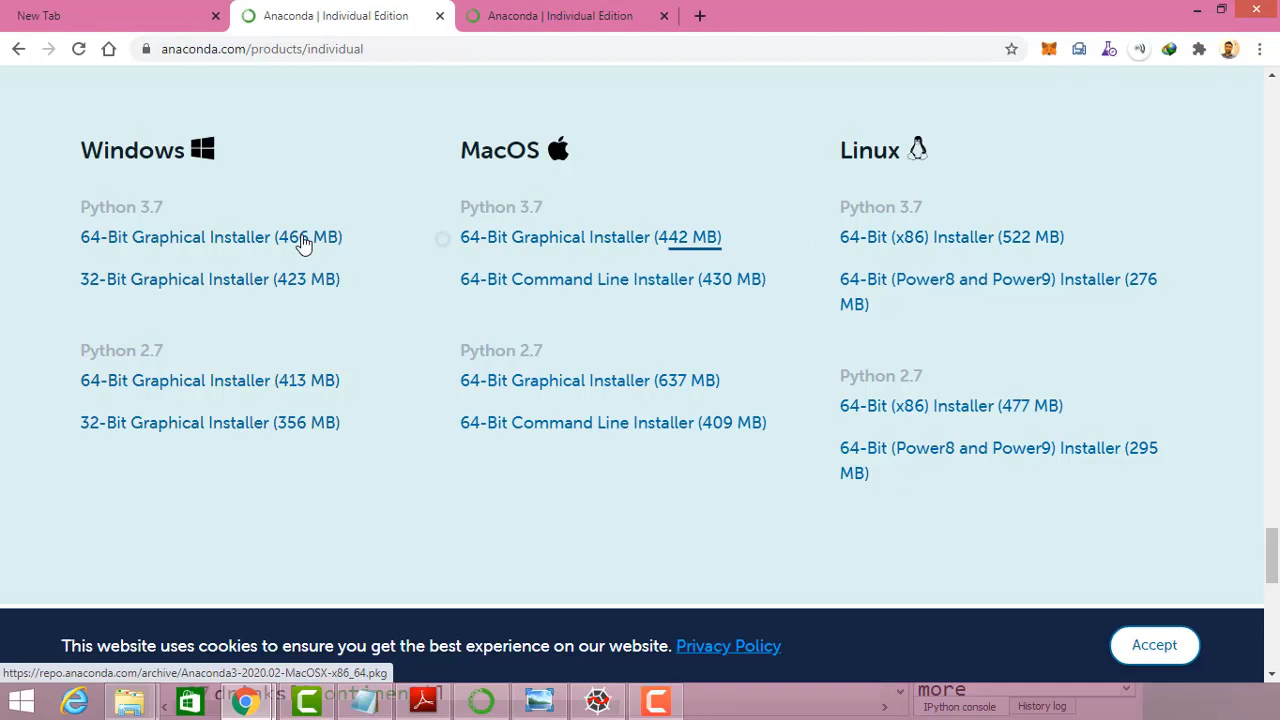 New Tab
Anaconda | Individual Edition
Anaconda | Individual Edition
anaconda.com/products/individual
Windows
Python 3.7
64-Bit Graphical Installer (466 MB)
32-Bit Graphical Installer (423 MB)
Python 2.7
64-Bit Graphical Installer (413 MB)
32-Bit Graphical Installer (356 MB)
MacOS
Python 3.7
64-Bit Graphical Installer (442 MB)
64-Bit Command Line Installer (430 MB)
Python 2.7
64-Bit Graphical Installer (637 MB)
64-Bit Command Line Installer (409 MB)
Linux
Python 3.7
64-Bit (x86) Installer (522 MB)
64-Bit (Power8 and Power9) Installer (276
MB)
Python 2.7
64-Bit (x86) Installer (477 MB)
64-Bit (Power8 and Power9) Installer (295
MB)
This website uses cookies to ensure you get the best experience on our website. Privacy Policy
Accept
https://repo.anaconda.com/archive/Anaconda3-2020.02-MacOSX-x86_64.pkg
more
IPython console
History log